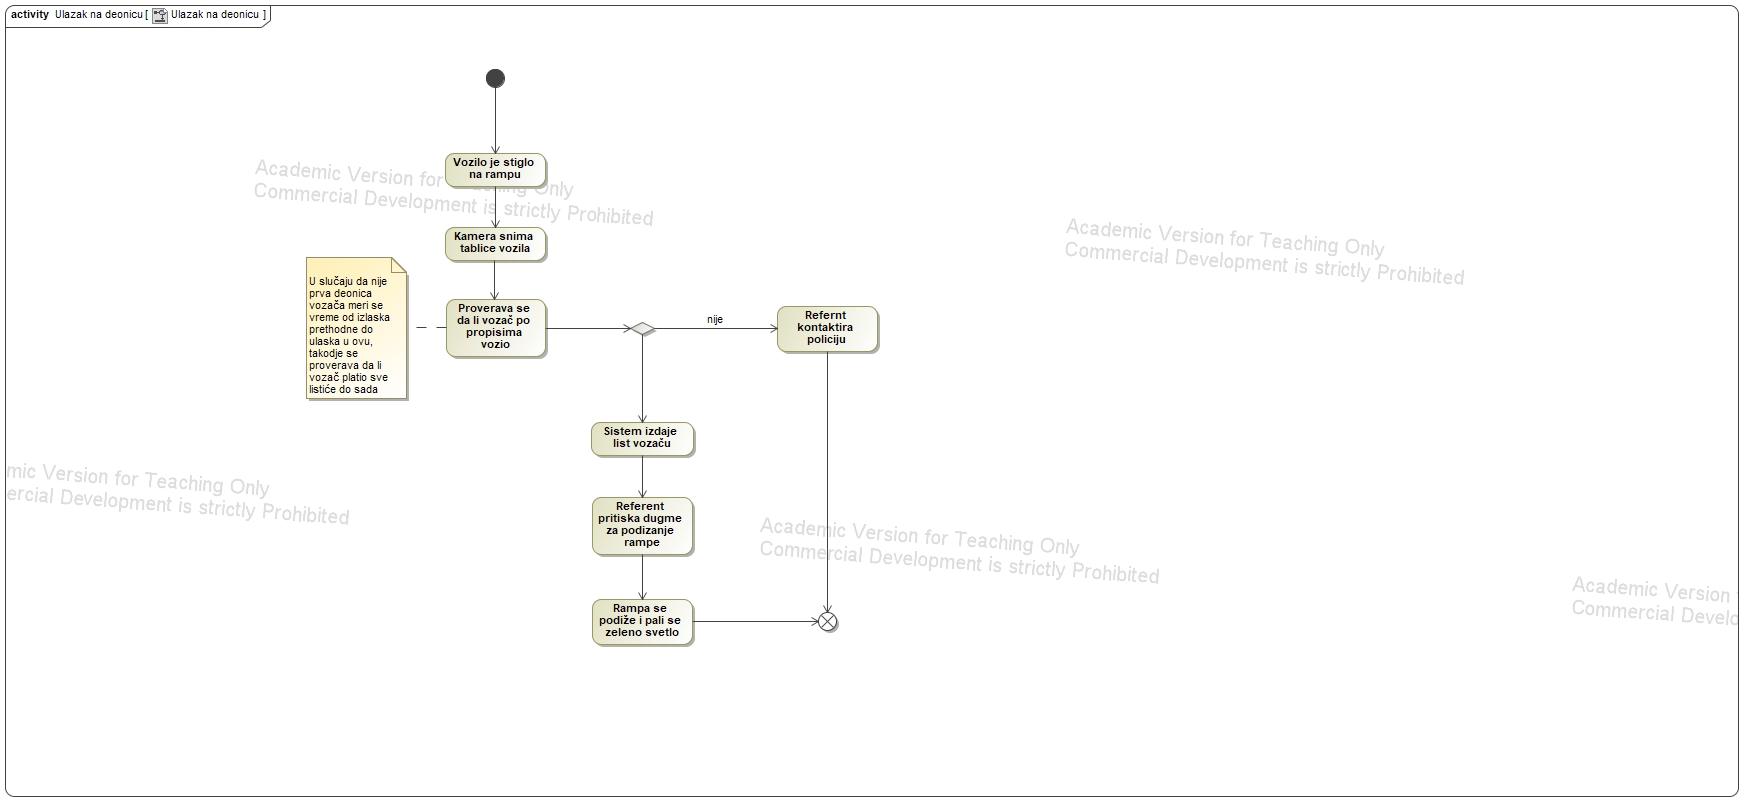 activity Ulazak na deonicu [ Ulazak na deonicu ]
Academic Version for Teaching Only
Commercial Development is strictly Prohibited
Vozilo je stiglo
na rampu
Kamera snima
tablice vozila
Academic Version for Teaching Only
Commercial Development is strictly Prohibited
U slučaju da nije
prva deonica
vozača meri se
vreme od izlaska
prethodne do
ulaska u ovu,
takodje se
proverava da li
vozač platio sve
listiće do sada
Proverava se
da li vozač po
propisima
vozio
nije
Refernt
kontaktira
policiju
Sistem izdaje
list vozaču
mic Version for Teaching Only
ercial Development is strictly Prohibited
Referent
pritiska dugme
za podizanje
rampe
Academic Version for Teaching Only
Commercial Development is strictly Prohibited
Rampa se
podiže i pali se
zeleno svetlo
Academic Version
Commercial Develo